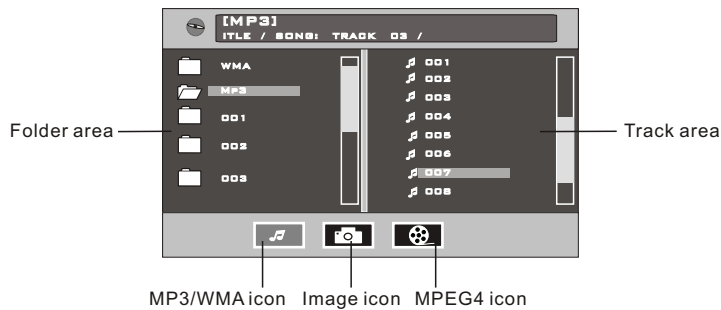 [MP3]
ITLE / SONG: TRACK 03 /
WMA
MP3
001
002
003
001
002
003
004
005
006
007
008
Folder area
Track area
MP3/WMA icon
Image icon
MPEG4 icon